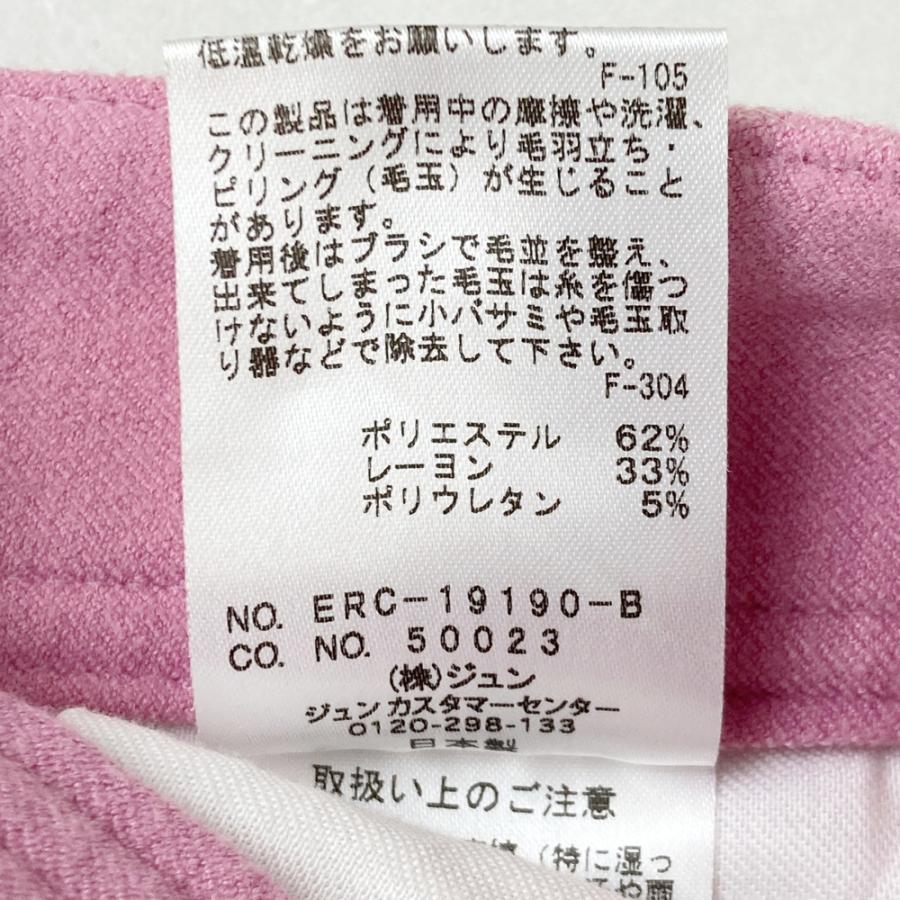 低温乾燥をお願いします。
F-105
この製品は着用中の摩擦や洗濯、
クリーニングにより毛羽立ち・
ピリング（毛玉）が生じること
があります。
着用後はブラシで毛並を整え、
出来てしまった毛玉は糸を傷つ
けないように小バサミや毛玉取
り器などで除去して下さい。
F-304
ポリエステル 62%
レーヨン 33%
ポリウレタン 5%
NO. ERC-19190-B
CO. NO. 50023
(株)ジュン
ジュンカスタマーセンター
0120-298-133
日本製
取扱い上のご注意
（特に湿っ
や雨